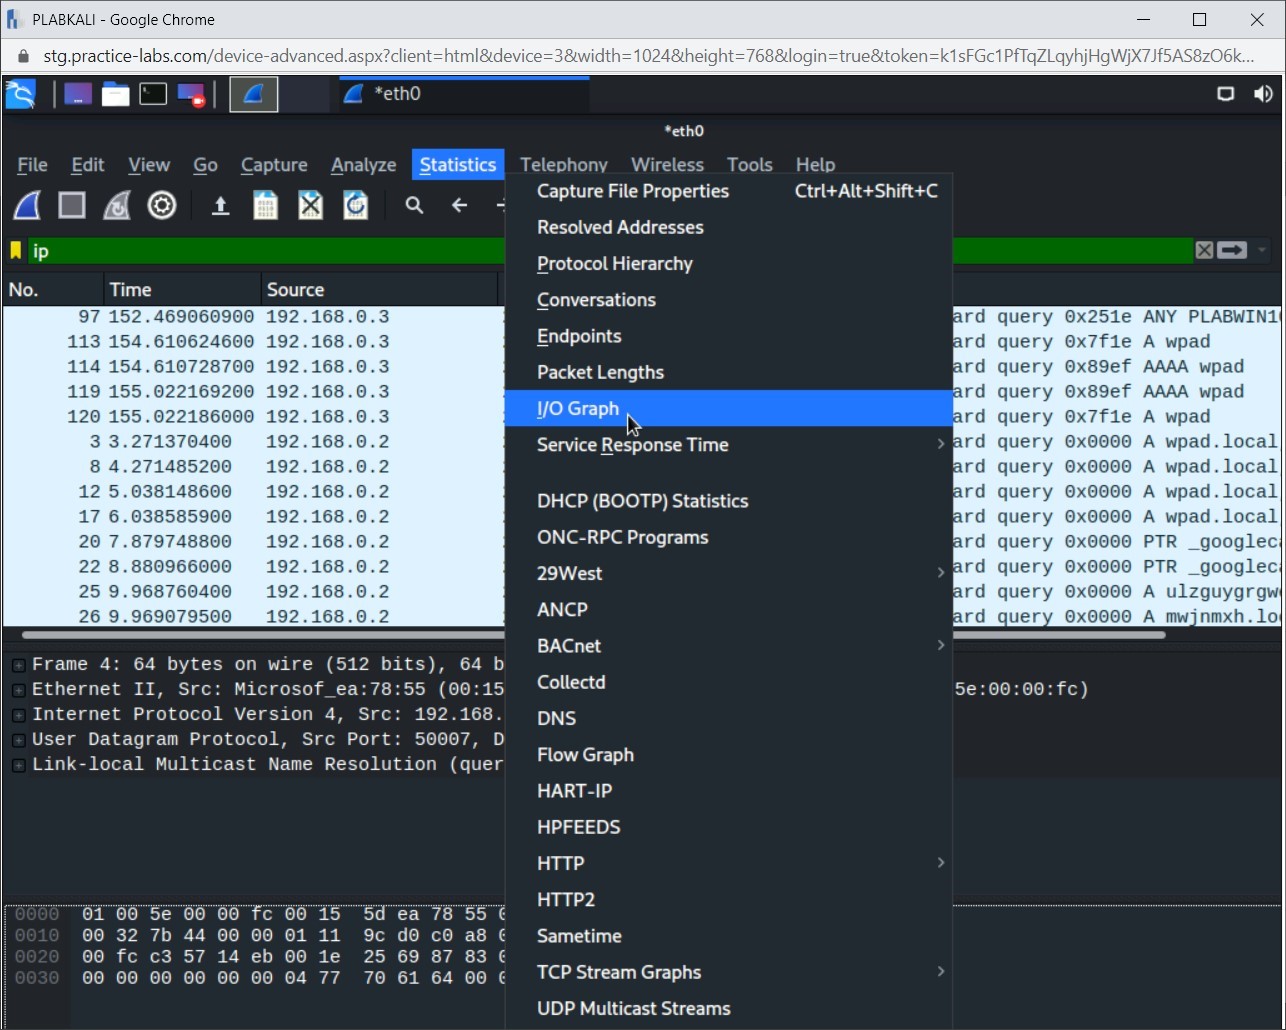 PLABKALI - Google Chrome
stg.practice-labs.com/device-advanced.aspx?client=html&device=3&width=1024&height=768&login=true&token=k1sFGc1PfTqZLqyhjHgWjX7Jf5AS8zO6k...
*eth0
*eth0
File Edit View Go Capture Analyze Statistics Telephony Wireless Tools Help
ip
No. Time Source
97 152.469060900 192.168.0.3 ard query 0x251e ANY PLABWIN10
113 154.610624600 192.168.0.3 ard query 0x7f1e A wpad
114 154.610728700 192.168.0.3 ard query 0x89ef AAAA wpad
119 155.022169200 192.168.0.3 ard query 0x89ef AAAA wpad
120 155.022186000 192.168.0.3 ard query 0x7f1e A wpad
3 3.271370400 192.168.0.2 ard query 0x0000 A wpad.local
8 4.271485200 192.168.0.2 ard query 0x0000 A wpad.local
12 5.038148600 192.168.0.2 ard query 0x0000 A wpad.local
17 6.038585900 192.168.0.2 ard query 0x0000 A wpad.local
20 7.879748800 192.168.0.2 ard query 0x0000 PTR _googleca
22 8.880966000 192.168.0.2 ard query 0x0000 PTR _googleca
25 9.968760400 192.168.0.2 ard query 0x0000 A ulzguygrgw
26 9.969079500 192.168.0.2 ard query 0x0000 A mwjnmxh.lo
Capture File Properties Ctrl+Alt+Shift+C
Resolved Addresses
Protocol Hierarchy
Conversations
Endpoints
Packet Lengths
I/O Graph
Service Response Time
DHCP (BOOTP) Statistics
ONC-RPC Programs
29West
ANCP
BACnet
Collectd
DNS
Flow Graph
HART-IP
HPFEEDS
HTTP
HTTP2
Sametime
TCP Stream Graphs
UDP Multicast Streams
Frame 4: 64 bytes on wire (512 bits), 64 b
Ethernet II, Src: Microsof_ea:78:55 (00:15 5e:00:00:fc)
Internet Protocol Version 4, Src: 192.168.
User Datagram Protocol, Src Port: 50007, D
Link-local Multicast Name Resolution (quer
0000 01 00 5e 00 00 fc 00 15 5d ea 78 55
0010 00 32 7b 44 00 00 01 11 9c d0 c0 a8
0020 00 fc c3 57 14 eb 00 1e 25 69 87 83
0030 00 00 00 00 00 00 04 77 70 61 64 00